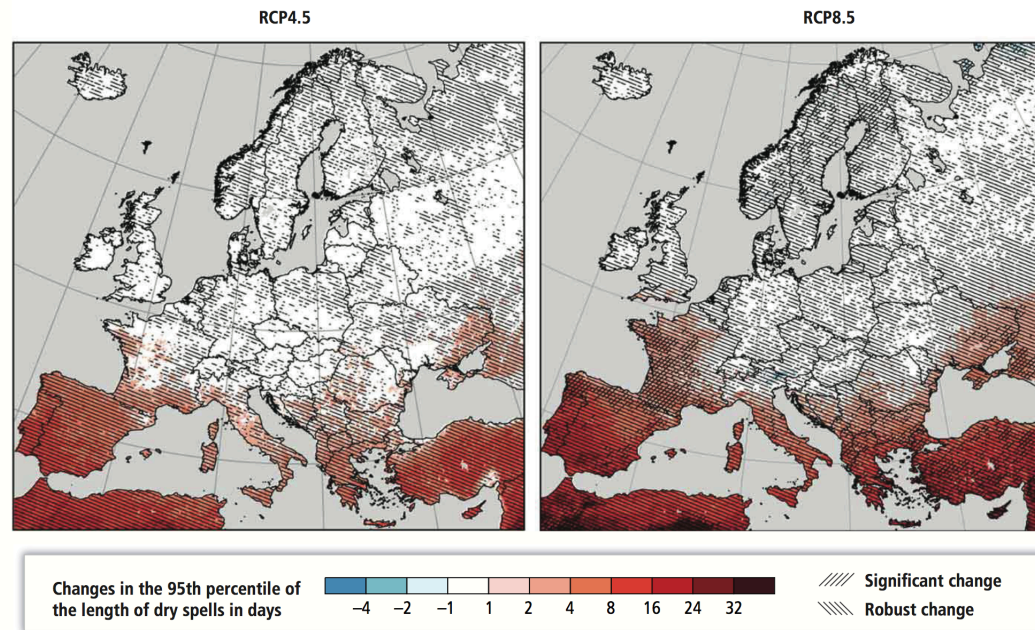 RCP4.5
RCP8.5
Changes in the 95th percentile of
the length of dry spells in days
–4 –2 –1 1 2 4 8 16 24 32
Significant change
Robust change